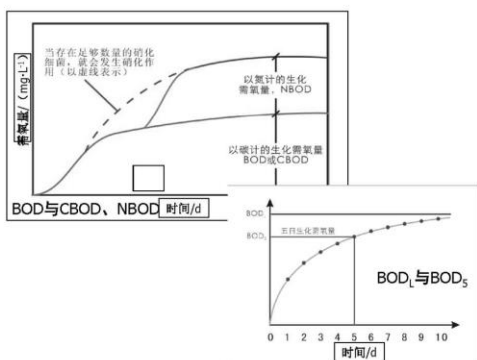 当存在足够数量的硝化
细菌，就会发生硝化作
用（以虚线表示）
需氧量/（mg·L⁻¹）
以氮计的生化
需氧量，NBOD
以碳计的生化需氧量
BOD或CBOD
BOD与CBOD、NBOD
时间/d
BOD
五日生化需氧量
BOD
BODL与BOD5
0 1 2 3 4 5 6 7 8 9 10
时间/d